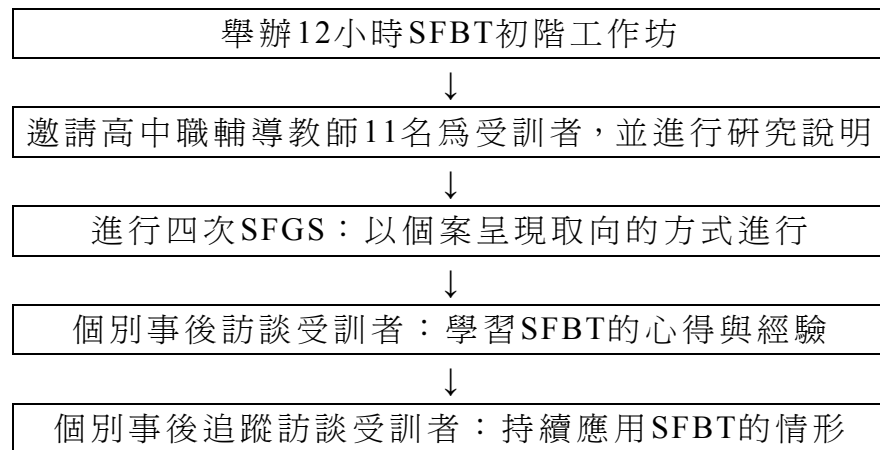 舉辦12小時SFBT初階工作坊
↓
邀請高中職輔導教師11名為受訓者，並進行研究說明
↓
進行四次SFGS：以個案呈現取向的方式進行
↓
個別事後訪談受訓者：學習SFBT的心得與經驗
↓
個別事後追蹤訪談受訓者：持續應用SFBT的情形